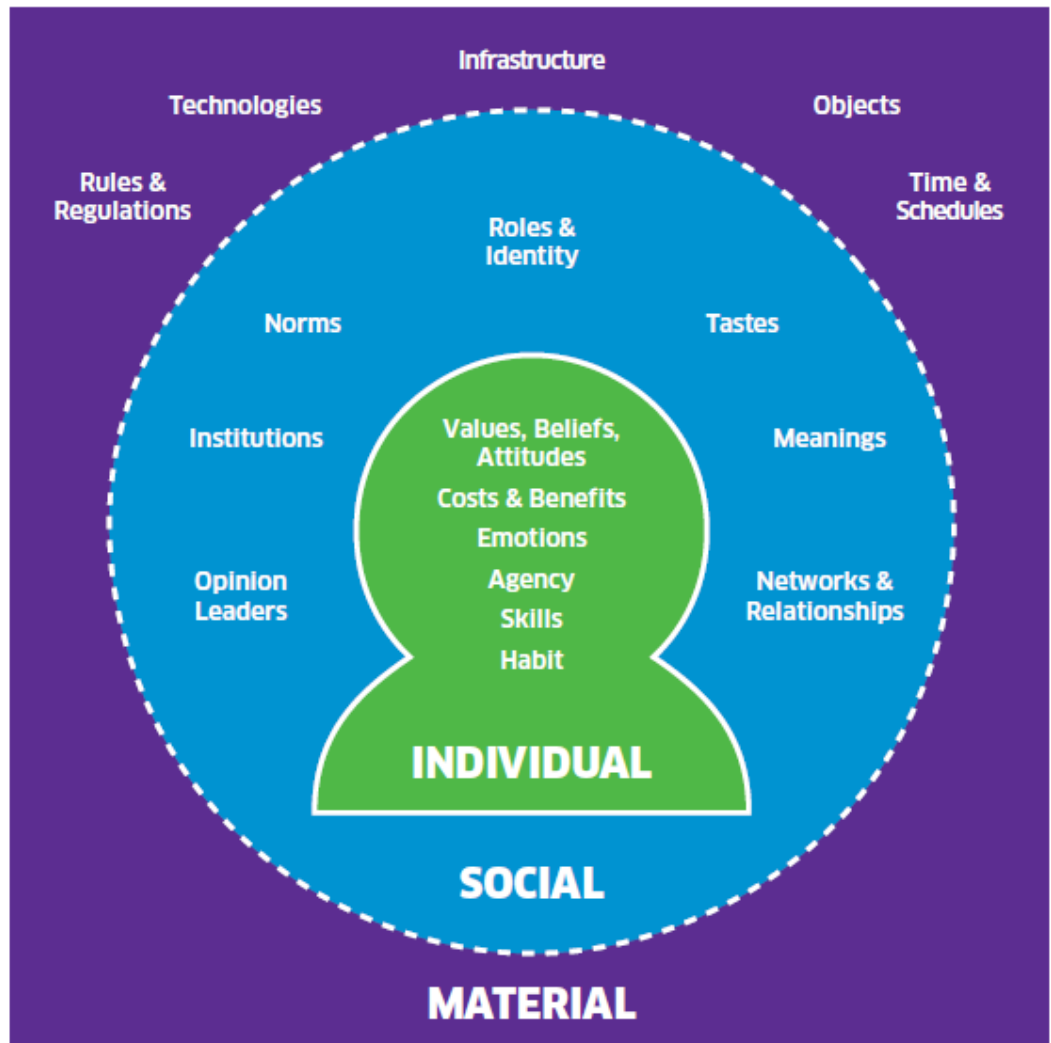 Infrastructure
Technologies
Objects
Rules &
Regulations
Time &
Schedules
Roles &
Identity
Norms
Tastes
Institutions
Meanings
Values, Beliefs,
Attitudes
Costs & Benefits
Emotions
Agency
Skills
Habit
Opinion
Leaders
Networks &
Relationships
INDIVIDUAL
SOCIAL
MATERIAL